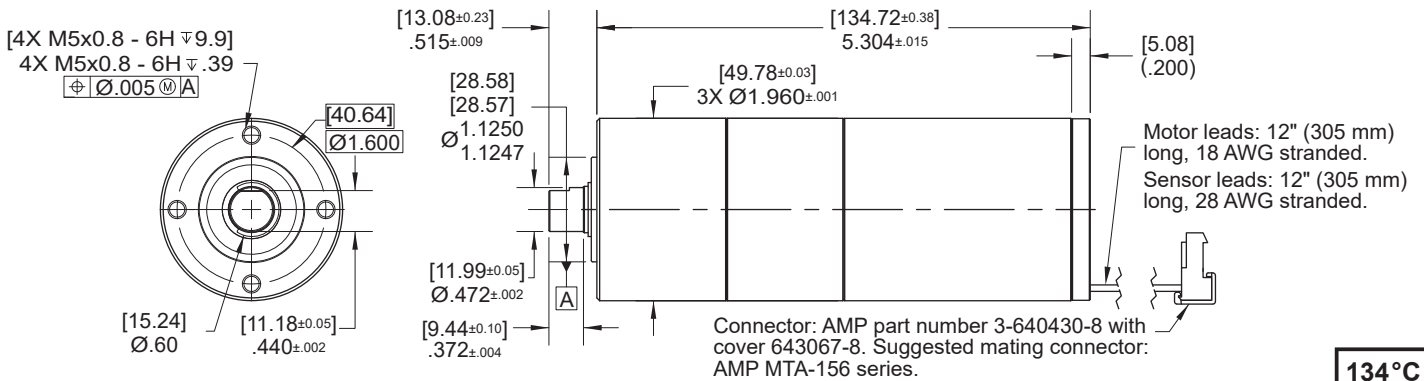 [4X M5x0.8 - 6H ↧9.9]
4X M5x0.8 - 6H ↧.39
⌖ Ø.005 Ⓜ A
[40.64]
Ø1.600
[15.24]
Ø.60
[11.18±0.05]
.440±.002
[13.08±0.23]
.515±.009
[28.58]
[28.57]
Ø1.1250
1.1247
[11.99±0.05]
Ø.472±.002
A
[9.44±0.10]
.372±.004
[134.72±0.38]
5.304±.015
[49.78±0.03]
3X Ø1.960±.001
[5.08]
(.200)
Motor leads: 12" (305 mm)
long, 18 AWG stranded.
Sensor leads: 12" (305 mm)
long, 28 AWG stranded.
Connector: AMP part number 3-640430-8 with
cover 643067-8. Suggested mating connector:
AMP MTA-156 series.
134°C